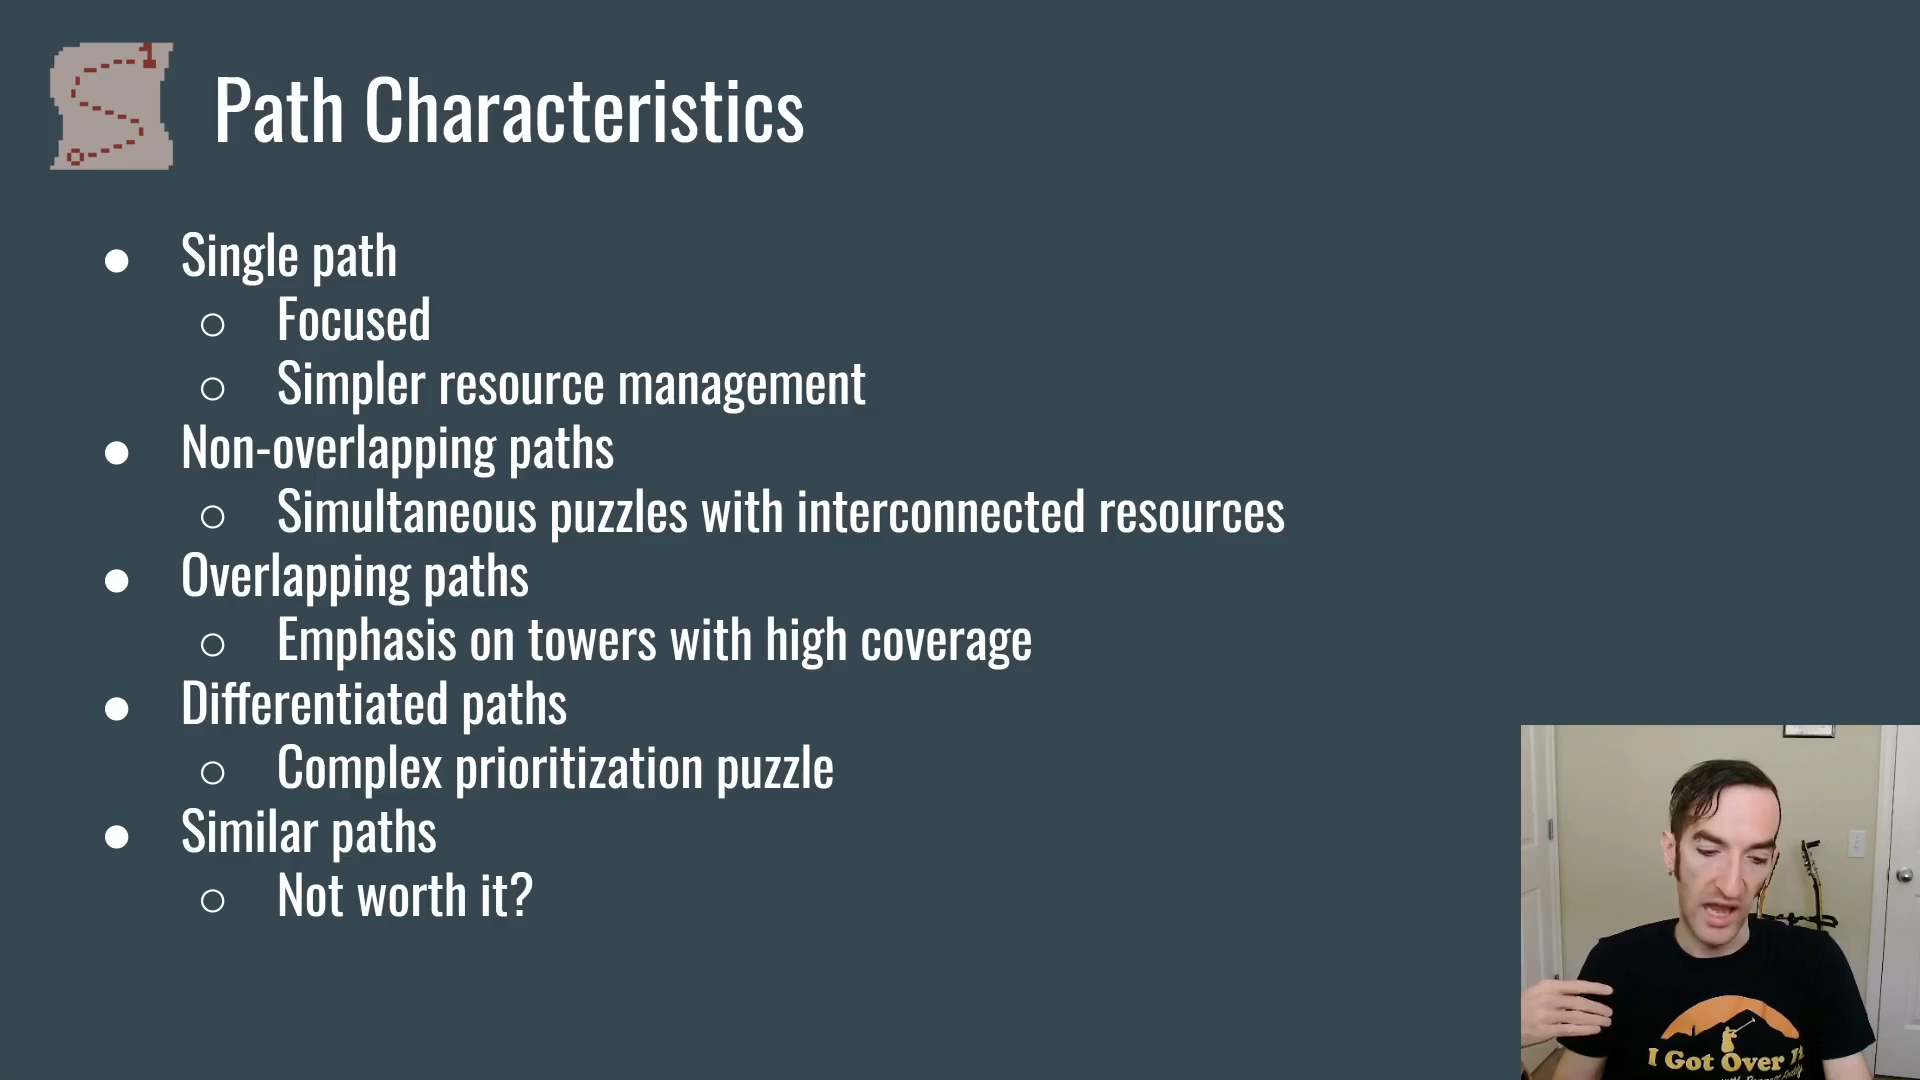 Path Characteristics
● Single path
○ Focused
○ Simpler resource management
● Non-overlapping paths
○ Simultaneous puzzles with interconnected resources
● Overlapping paths
○ Emphasis on towers with high coverage
● Differentiated paths
○ Complex prioritization puzzle
● Similar paths
○ Not worth it?
I Got Over